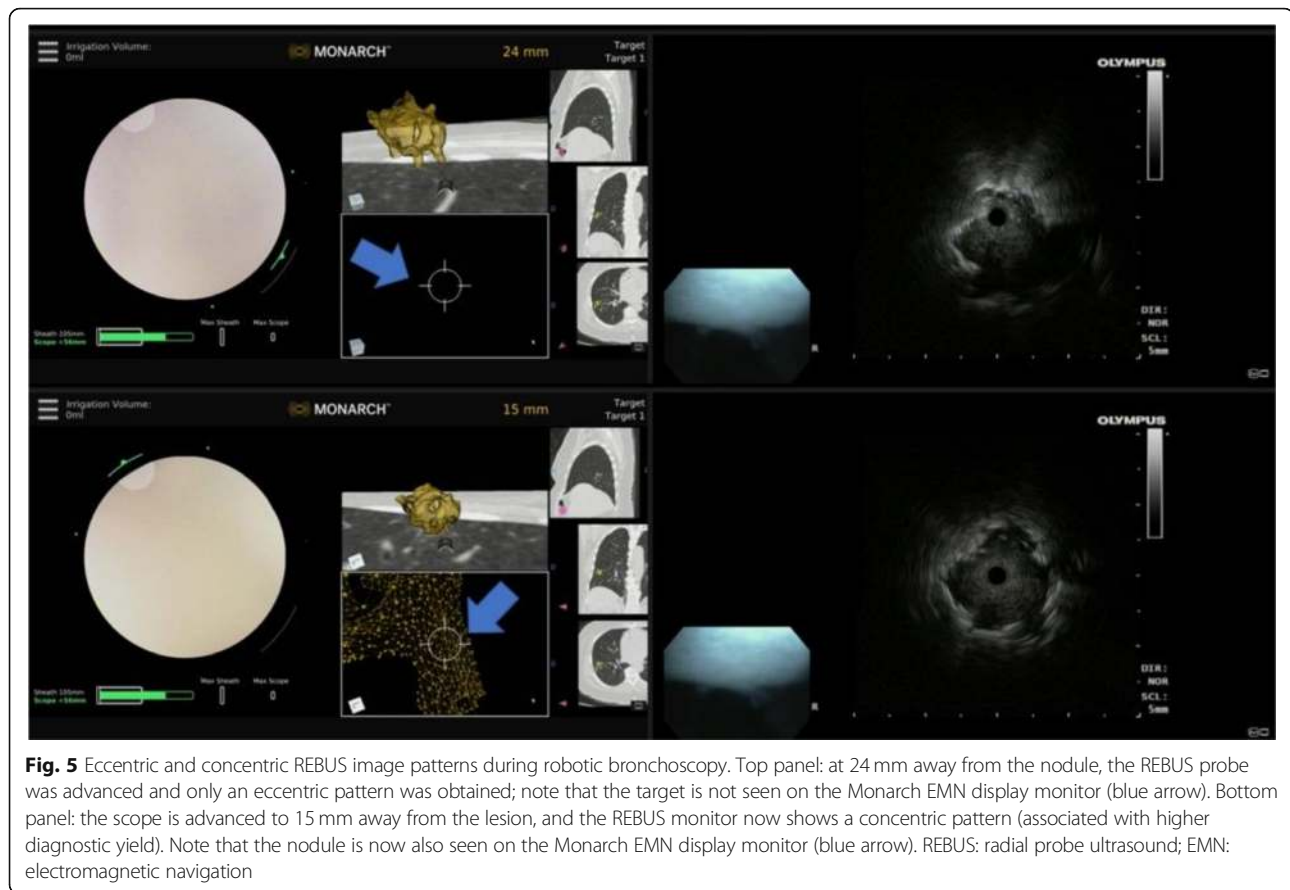 Irrigation Volume:
0ml
MONARCH™
24 mm
Target
Target 1
Sheath 105mm
Scope +56mm
Max Sheath
Max Scope
R
OLYMPUS
DIR:
NOR
SCL:
5mm
Irrigation Volume:
0ml
MONARCH™
15 mm
Target
Target 1
Sheath 105mm
Scope +56mm
Max Sheath
Max Scope
R
OLYMPUS
DIR:
NOR
SCL:
5mm
Fig. 5 Eccentric and concentric REBUS image patterns during robotic bronchoscopy. Top panel: at 24 mm away from the nodule, the REBUS probe
was advanced and only an eccentric pattern was obtained; note that the target is not seen on the Monarch EMN display monitor (blue arrow). Bottom
panel: the scope is advanced to 15 mm away from the lesion, and the REBUS monitor now shows a concentric pattern (associated with higher
diagnostic yield). Note that the nodule is now also seen on the Monarch EMN display monitor (blue arrow). REBUS: radial probe ultrasound; EMN:
electromagnetic navigation